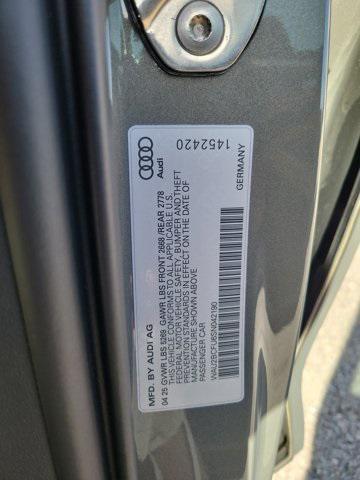 MFD. BY AUDI AG
04 25 GVWR LBS 5269 GAWR LBS FRONT 2668 /REAR 2778
THIS VEHICLE CONFORMS TO ALL APPLICABLE U.S.
FEDERAL MOTOR VEHICLE SAFETY, BUMPER AND THEFT
PREVENTION STANDARDS IN EFFECT ON THE DATE OF
MANUFACTURE SHOWN ABOVE
PASSENGER CAR
WAU2BCFU6SN042190
Audi
1452420
GERMANY